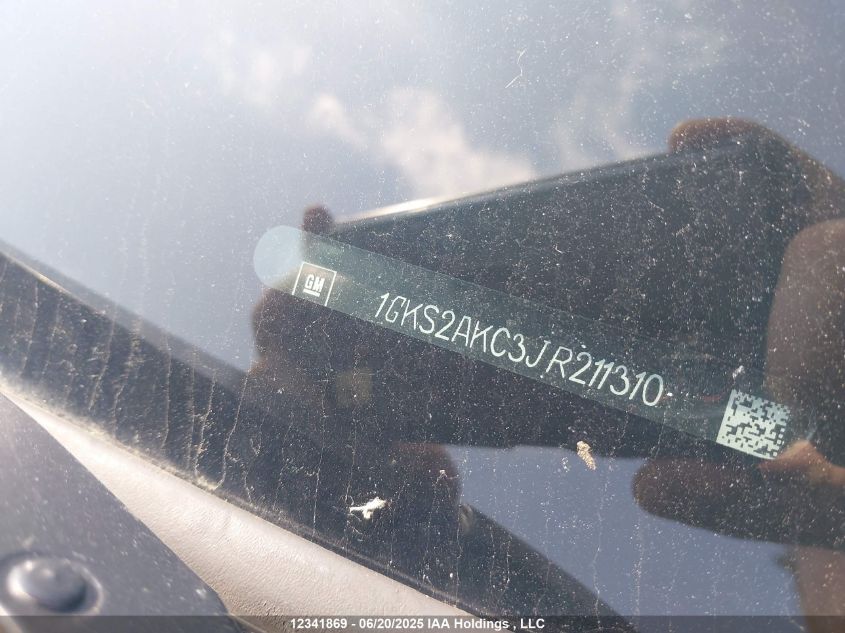 GM
1GKS2AKC3JR211310
12341869 - 06/20/2025 IAA Holdings , LLC